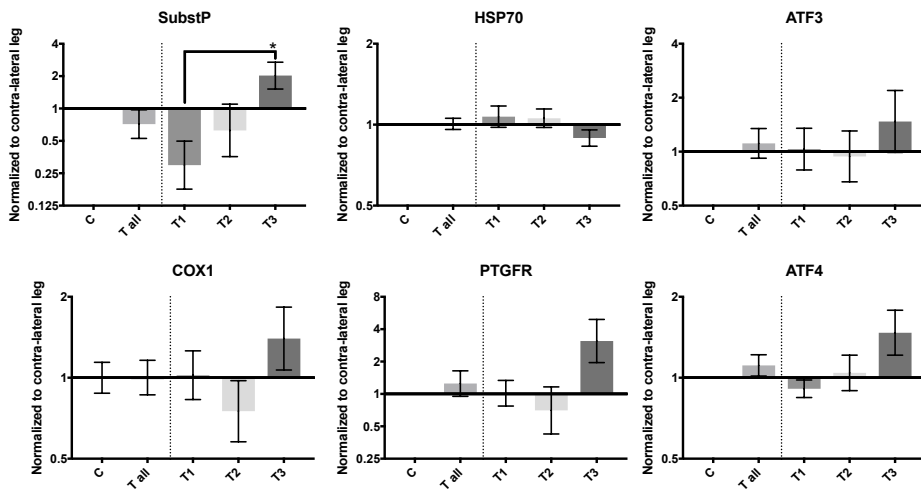 SubstP
Normalized to contra-lateral leg
4
2
1
0.5
0.25
0.125
*
C
T all
T1
T2
T3
HSP70
Normalized to contra-lateral leg
2
1
0.5
C
T all
T1
T2
T3
ATF3
Normalized to contra-lateral leg
4
2
1
0.5
C
T all
T1
T2
T3
COX1
Normalized to contra-lateral leg
2
1
0.5
C
T all
T1
T2
T3
PTGFR
Normalized to contra-lateral leg
8
4
2
1
0.5
0.25
C
T all
T1
T2
T3
ATF4
Normalized to contra-lateral leg
2
1
0.5
C
T all
T1
T2
T3